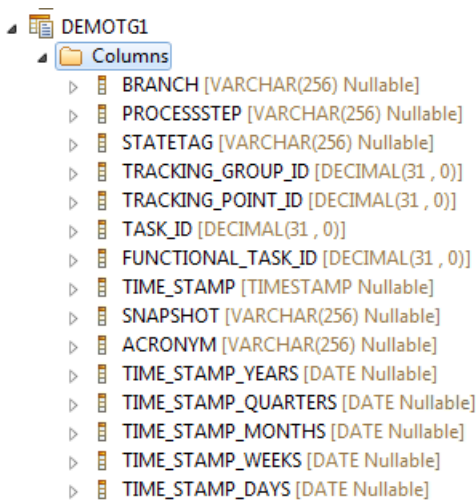 DEMOTG1
Columns
BRANCH [VARCHAR(256) Nullable]
PROCESSSTEP [VARCHAR(256) Nullable]
STATETAG [VARCHAR(256) Nullable]
TRACKING_GROUP_ID [DECIMAL(31 , 0)]
TRACKING_POINT_ID [DECIMAL(31 , 0)]
TASK_ID [DECIMAL(31 , 0)]
FUNCTIONAL_TASK_ID [DECIMAL(31 , 0)]
TIME_STAMP [TIMESTAMP Nullable]
SNAPSHOT [VARCHAR(256) Nullable]
ACRONYM [VARCHAR(256) Nullable]
TIME_STAMP_YEARS [DATE Nullable]
TIME_STAMP_QUARTERS [DATE Nullable]
TIME_STAMP_MONTHS [DATE Nullable]
TIME_STAMP_WEEKS [DATE Nullable]
TIME_STAMP_DAYS [DATE Nullable]